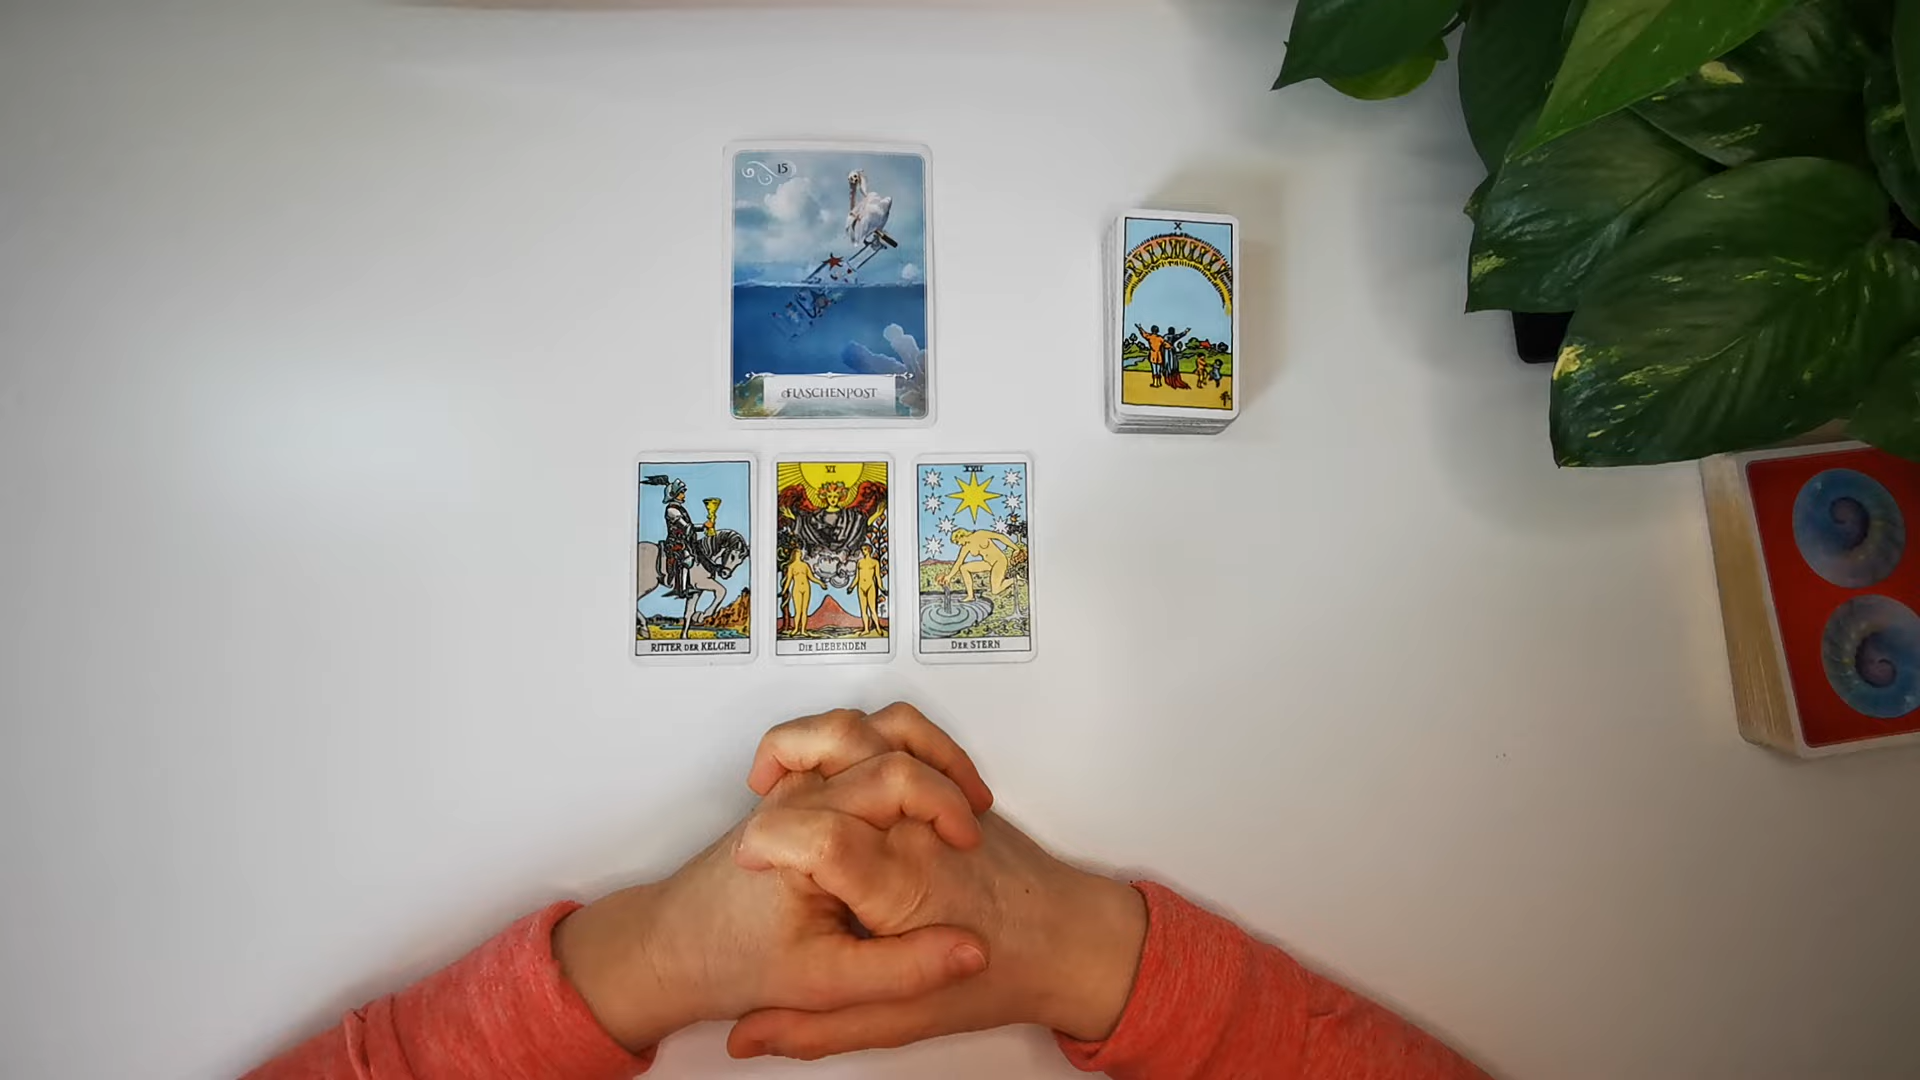 15
FLASCHENPOST
X
RITTER DER KELCHE
VI
DIE LIEBENDEN
XVII
DER STERN